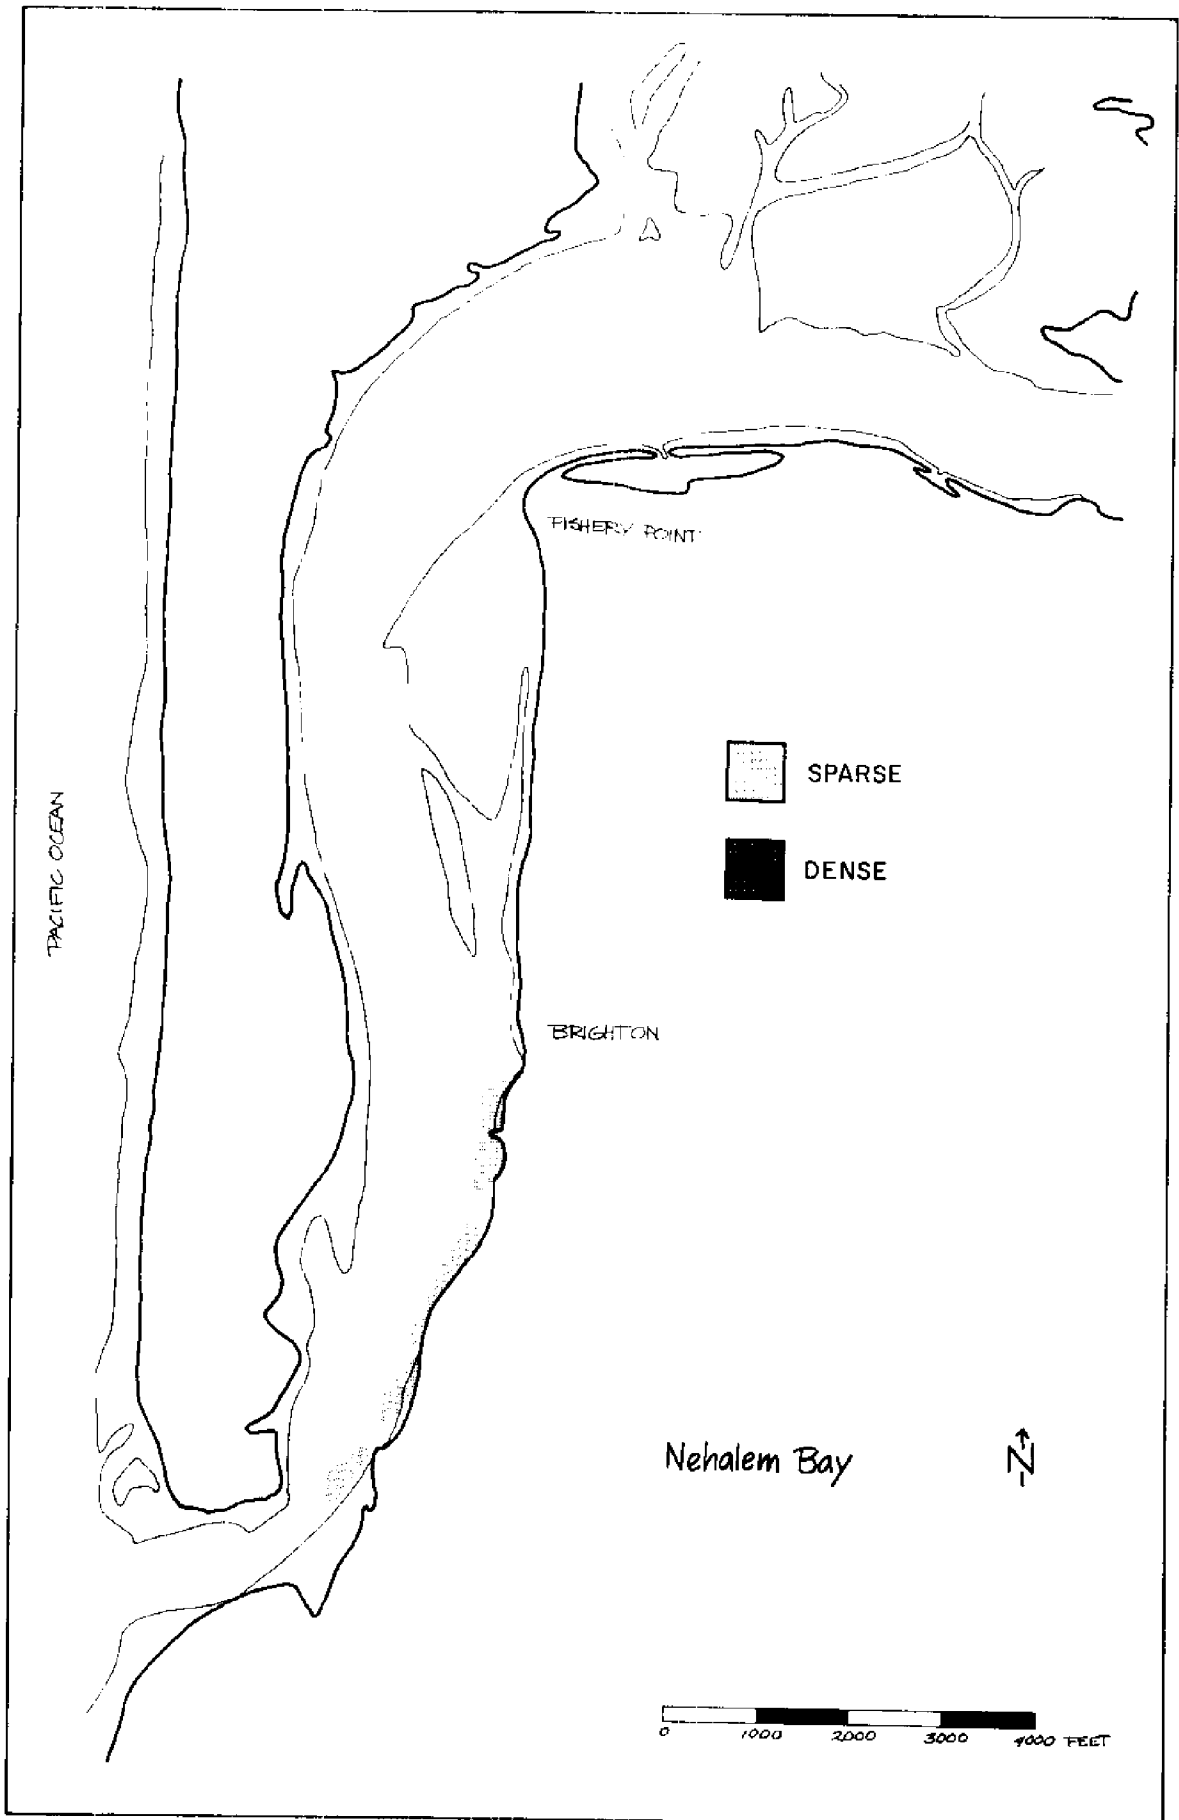 FISHERY POINT
SPARSE
DENSE
PACIFIC OCEAN
BRIGHTON
Nehalem Bay
N
0 1000 2000 3000 4000 FEET